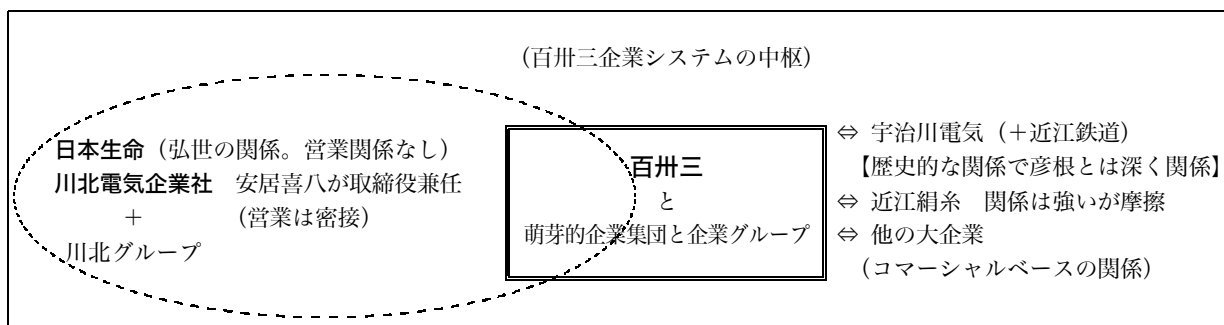 (百卅三企業システムの中枢)
日本生命(弘世の関係。営業関係なし)
川北電気企業社 安居喜八が取締役兼任
+ (営業は密接)
川北グループ
百卅三
と
萌芽的企業集団と企業グループ
⇔ 宇治川電気(+近江鉄道)
【歴史的な関係で彦根とは深く関係】
⇔ 近江絹糸 関係は強いが摩擦
⇔ 他の大企業
(コマーシャルベースの関係)